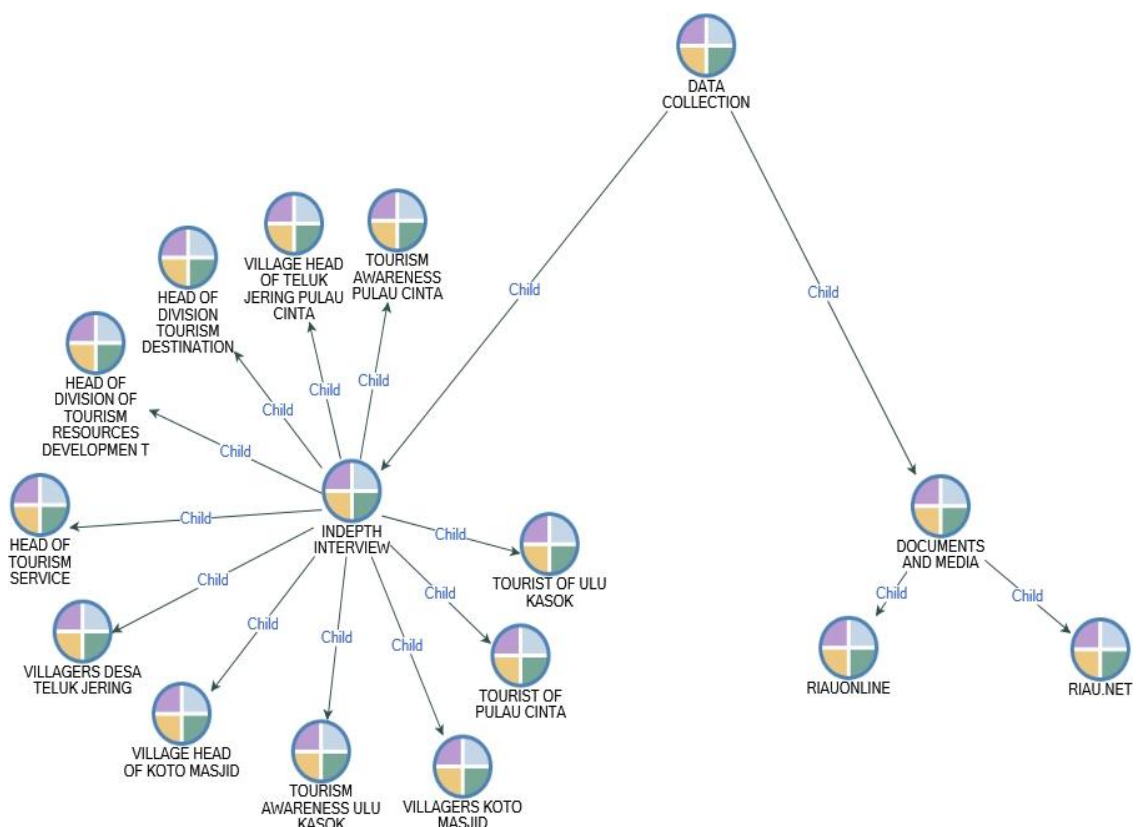 DATA
COLLECTION
Child
Child
TOURISM
AWARENESS
PULAU CINTA
VILLAGE HEAD
OF TELUK
JERING PULAU
CINTA
HEAD OF
DIVISION
TOURISM
DESTINATION
HEAD OF
DIVISION OF
TOURISM
RESOURCES
DEVELOPMEN T
Child
Child
Child
Child
Child
HEAD OF
TOURISM
SERVICE
INDEPTH
INTERVIEW
Child
TOURIST OF ULU
KASOK
Child
VILLAGERS DESA
TELUK JERING
Child
VILLAGE HEAD
OF KOTO MASJID
Child
TOURISM
AWARENESS ULU
KASOK
Child
VILLAGERS KOTO
MASJID
Child
TOURIST OF
PULAU CINTA
DOCUMENTS
AND MEDIA
Child
Child
RIAUONLINE
RIAU.NET